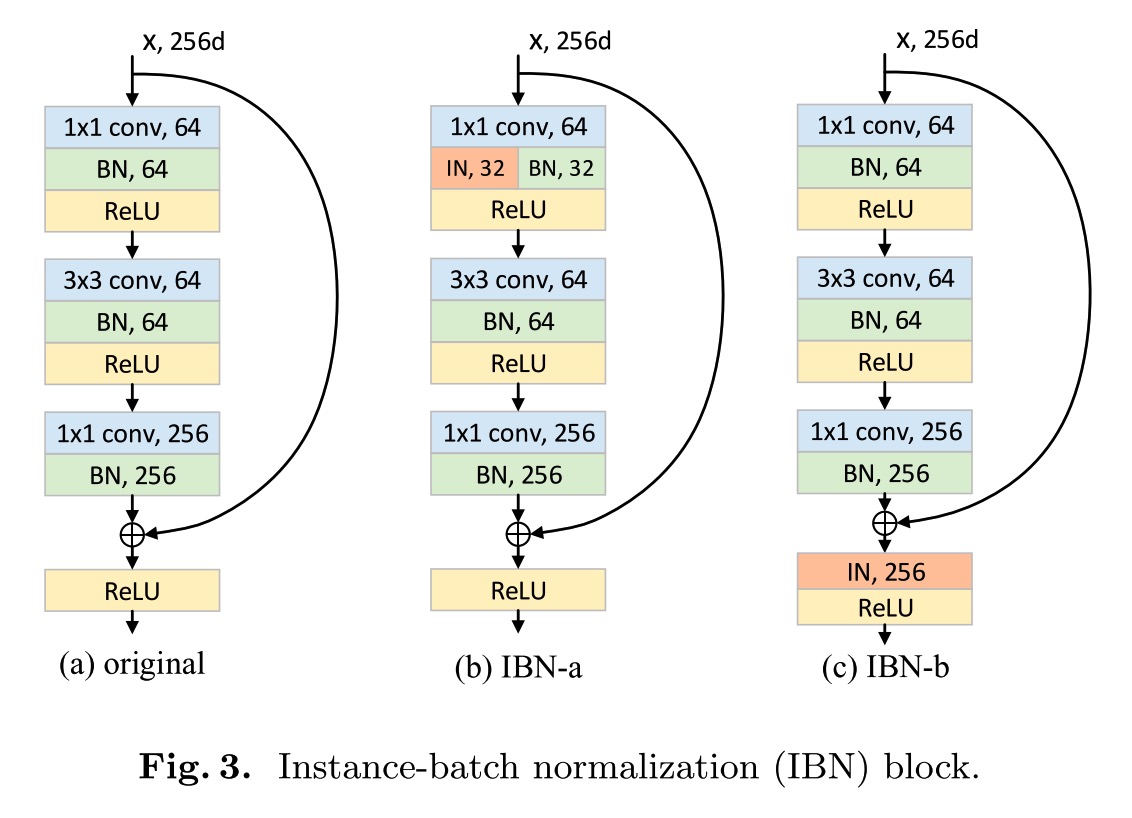 x, 256d
1x1 conv, 64
BN, 64
ReLU
3x3 conv, 64
BN, 64
ReLU
1x1 conv, 256
BN, 256
ReLU
(a) original
x, 256d
1x1 conv, 64
IN, 32 BN, 32
ReLU
3x3 conv, 64
BN, 64
ReLU
1x1 conv, 256
BN, 256
ReLU
(b) IBN-a
x, 256d
1x1 conv, 64
BN, 64
ReLU
3x3 conv, 64
BN, 64
ReLU
1x1 conv, 256
BN, 256
IN, 256
ReLU
(c) IBN-b
Fig. 3. Instance-batch normalization (IBN) block.